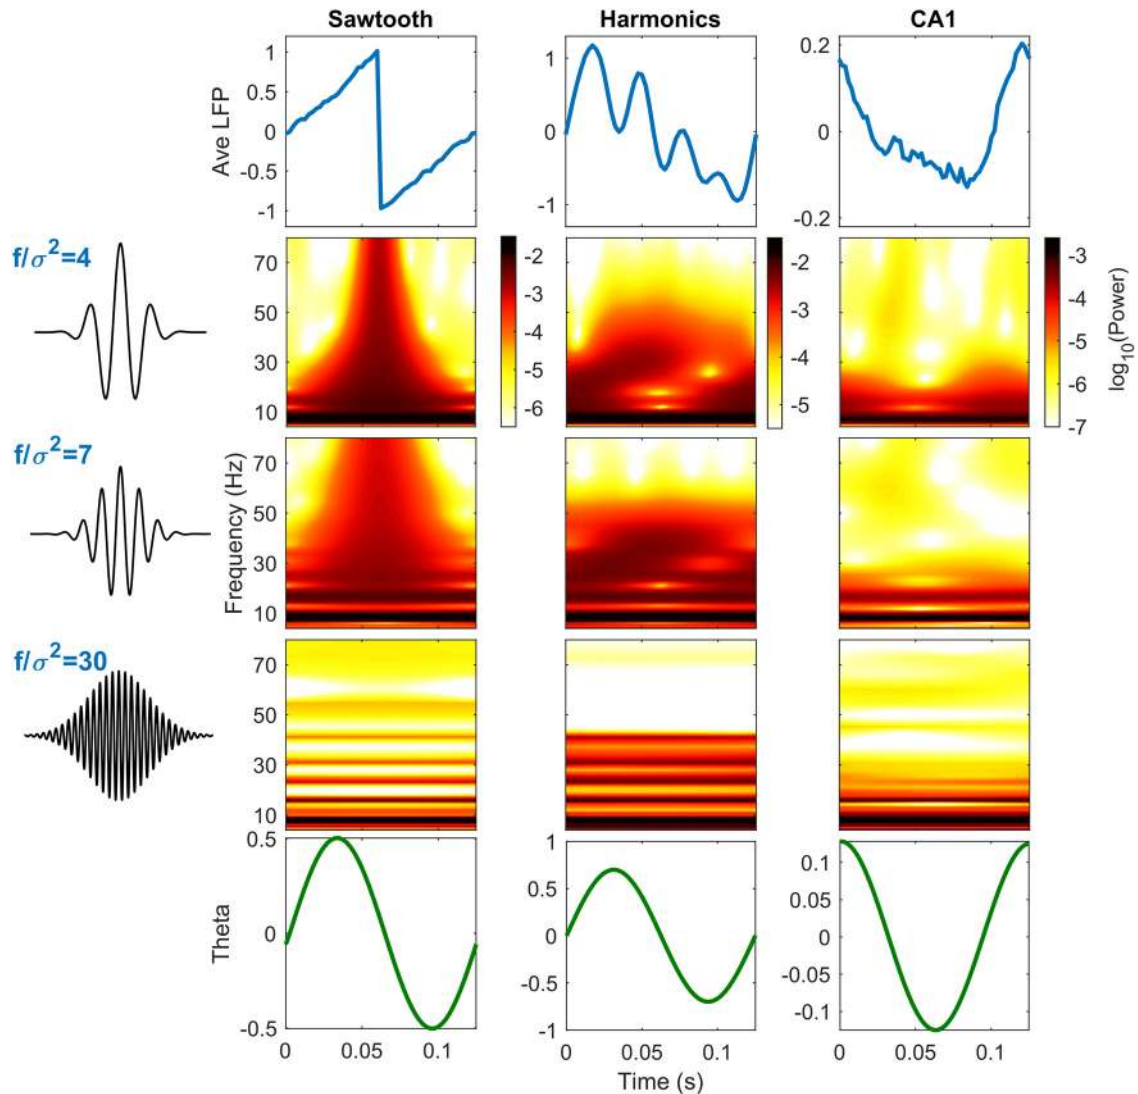 Sawtooth Harmonics CA1
1 0.5 0 -0.5 -1
1 0 -1
0.2 0 -0.2
Ave LFP
f/σ²=4
70 50 30 10
-2 -3 -4 -5 -6
-2 -3 -4 -5
-3 -4 -5 -6 -7
log₁₀(Power)
f/σ²=7
70 50 30 10
Frequency (Hz)
f/σ²=30
70 50 30 10
0.5 0 -0.5
1 0.5 0 -0.5 -1
0.1 0.05 0 -0.05 -0.1
Theta
0 0.05 0.1
0 0.05 0.1
0 0.05 0.1
Time (s)